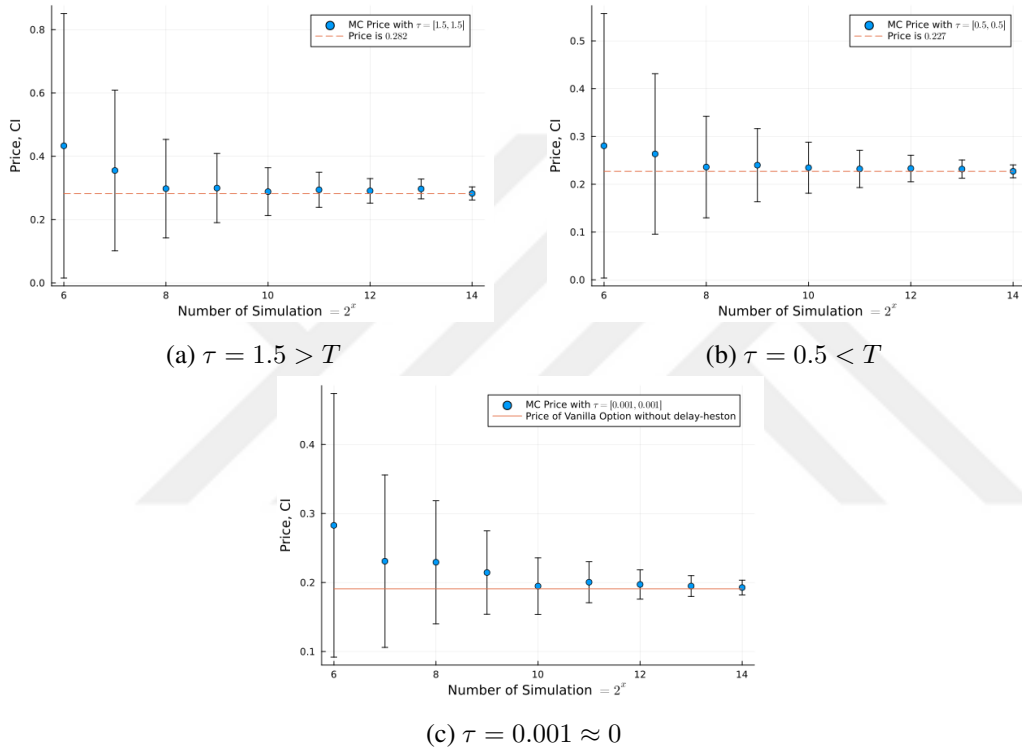 MC Price with τ = [1.5, 1.5]
Price is 0.282
Price, CI
0.8
0.6
0.4
0.2
0.0
6 8 10 12 14
Number of Simulation = 2^x
(a) τ = 1.5 > T
MC Price with τ = [0.5, 0.5]
Price is 0.227
Price, CI
0.5
0.4
0.3
0.2
0.1
0.0
6 8 10 12 14
Number of Simulation = 2^x
(b) τ = 0.5 < T
MC Price with τ = [0.001, 0.001]
Price of Vanilla Option without delay-heston
Price, CI
0.4
0.3
0.2
0.1
6 8 10 12 14
Number of Simulation = 2^x
(c) τ = 0.001 ≈ 0